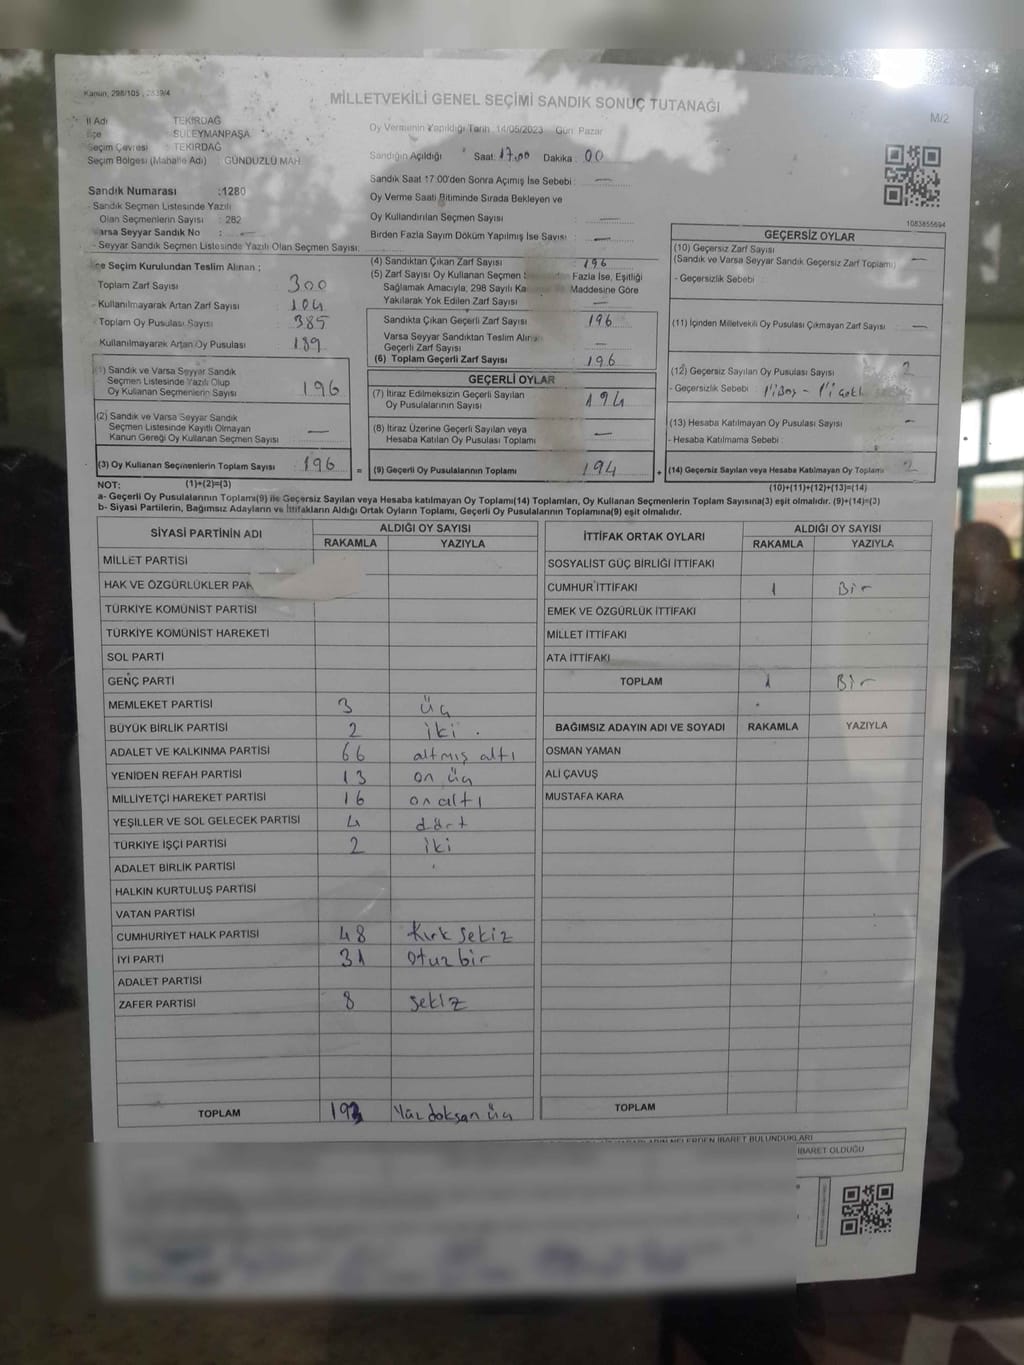 Kanun, 298/105 , 2839/4
MİLLETVEKİLİ GENEL SEÇİMİ SANDIK SONUÇ TUTANAĞI
M/2
İl Adı TEKİRDAĞ
İlçe SÜLEYMANPAŞA
Seçim Çevresi : TEKİRDAĞ
Seçim Bölgesi (Mahalle Adı) : GÜNDÜZLÜ MAH.
Sandık Numarası :1280
Sandık Seçmen Listesinde Yazılı
Olan Seçmenlerin Sayısı : 282
Varsa Seyyar Sandık No : —
Seyyar Sandık Seçmen Listesinde Yazılı Olan Seçmen Sayısı:
Oy Vermenin Yapıldığı Tarih :14/05/2023 Gün: Pazar
Sandığın Açıldığı Saat: 17.00 Dakika: 00
Sandık Saat 17.00'den Sonra Açımış İse Sebebi : —
Oy Verme Saati Bitiminde Sırada Bekleyen ve
Oy Kullandırılan Seçmen Sayısı —
Birden Fazla Sayım Döküm Yapılmış İse Sayısı : —
1083855694
İlçe Seçim Kurulundan Teslim Alınan ;
Toplam Zarf Sayısı : 300
Kullanılmayarak Artan Zarf Sayısı : 104
Toplam Oy Pusulası Sayısı : 385
Kullanılmayarak Artan Oy Pusulası : 189
(1) Sandık ve Varsa Seyyar Sandık
Seçmen Listesinde Yazılı Olup
Oy Kullanan Seçmenlerin Sayısı : 196
(2) Sandık ve Varsa Seyyar Sandık
Seçmen Listesinde Kayıtlı Olmayan
Kanun Gereği Oy Kullanan Seçmen Sayısı : —
(3) Oy Kullanan Seçmenlerin Toplam Sayısı : 196 =
(4) Sandıktan Çıkan Zarf Sayısı : 196
(5) Zarf Sayısı Oy Kullanan Seçmen Fazla İse, Eşitliği
Sağlamak Amacıyla, 298 Sayılı Maddesine Göre
Yakılarak Yok Edilen Zarf Sayısı : —
Sandıkta Çıkan Geçerli Zarf Sayısı : 196
Varsa Seyyar Sandıktan Teslim
Geçerli Zarf Sayısı : —
(6) Toplam Geçerli Zarf Sayısı : 196
GEÇERLİ OYLAR
(7) İtiraz Edilmeksizin Geçerli Sayılan
Oy Pusulalarının Sayısı : 194
(8) İtiraz Üzerine Geçerli Sayılan veya
Hesaba Katılan Oy Pusulası Toplamı : —
(9) Geçerli Oy Pusulalarının Toplamı : 194 +
GEÇERSİZ OYLAR
(10) Geçersiz Zarf Sayısı
(Sandık ve Varsa Seyyar Sandık Geçersiz Zarf Toplamı) : —
- Geçersizlik Sebebi :
(11) İçinden Milletvekili Oy Pusulası Çıkmayan Zarf Sayısı : —
(12) Geçersiz Sayılan Oy Pusulası Sayısı : 2
- Geçersizlik Sebebi :
(13) Hesaba Katılmayan Oy Pusulası Sayısı : —
- Hesaba Katılmama Sebebi :
(14) Geçersiz Sayılan veya Hesaba Katılmayan Oy Toplamı : 2
NOT: (1)+(2)=(3) (10)+(11)+(12)+(13)=(14)
a- Geçerli Oy Pusulalarının Toplamı(9) ile Geçersiz Sayılan veya Hesaba katılmayan Oy Toplamı(14) Toplamları, Oy Kullanan Seçmenlerin Toplam Sayısına(3) eşit olmalıdır. (9)+(14)=(3)
b- Siyasi Partilerin, Bağımsız Adayların ve İttifakların Aldığı Ortak Oyların Toplamı, Geçerli Oy Pusulalarının Toplamına(9) eşit olmalıdır.
SİYASİ PARTİNİN ADI ALDIĞI OY SAYISI
RAKAMLA YAZIYLA
MİLLET PARTİSİ
HAK VE ÖZGÜRLÜKLER
TÜRKİYE KOMÜNİST PARTİSİ
TÜRKİYE KOMÜNİST HAREKETİ
SOL PARTİ
GENÇ PARTİ
MEMLEKET PARTİSİ 3 üç
BÜYÜK BİRLİK PARTİSİ 2 iki .
ADALET VE KALKINMA PARTİSİ 66 altmış altı
YENİDEN REFAH PARTİSİ 13 on üç
MİLLİYETÇİ HAREKET PARTİSİ 16 on altı
YEŞİLLER VE SOL GELECEK PARTİSİ 4 dört
TÜRKİYE İŞÇİ PARTİSİ 2 iki
ADALET BİRLİK PARTİSİ
HALKIN KURTULUŞ PARTİSİ
VATAN PARTİSİ
CUMHURİYET HALK PARTİSİ 48 Kırk sekiz
İYİ PARTİ 31 Otuz bir
ADALET PARTİSİ
ZAFER PARTİSİ 8 sekiz
TOPLAM 193 Yüz doksan üç
İTTİFAK ORTAK OYLARI ALDIĞI OY SAYISI
RAKAMLA YAZIYLA
SOSYALİST GÜÇ BİRLİĞİ İTTİFAKI
CUMHUR İTTİFAKI 1 Bir
EMEK VE ÖZGÜRLÜK İTTİFAKI
MİLLET İTTİFAKI
ATA İTTİFAKI
TOPLAM 1 Bir
BAĞIMSIZ ADAYIN ADI VE SOYADI RAKAMLA YAZIYLA
OSMAN YAMAN
ALİ ÇAVUŞ
MUSTAFA KARA
TOPLAM
NELERDEN İBARET BULUNDUKLARI
İBARET OLDUĞU